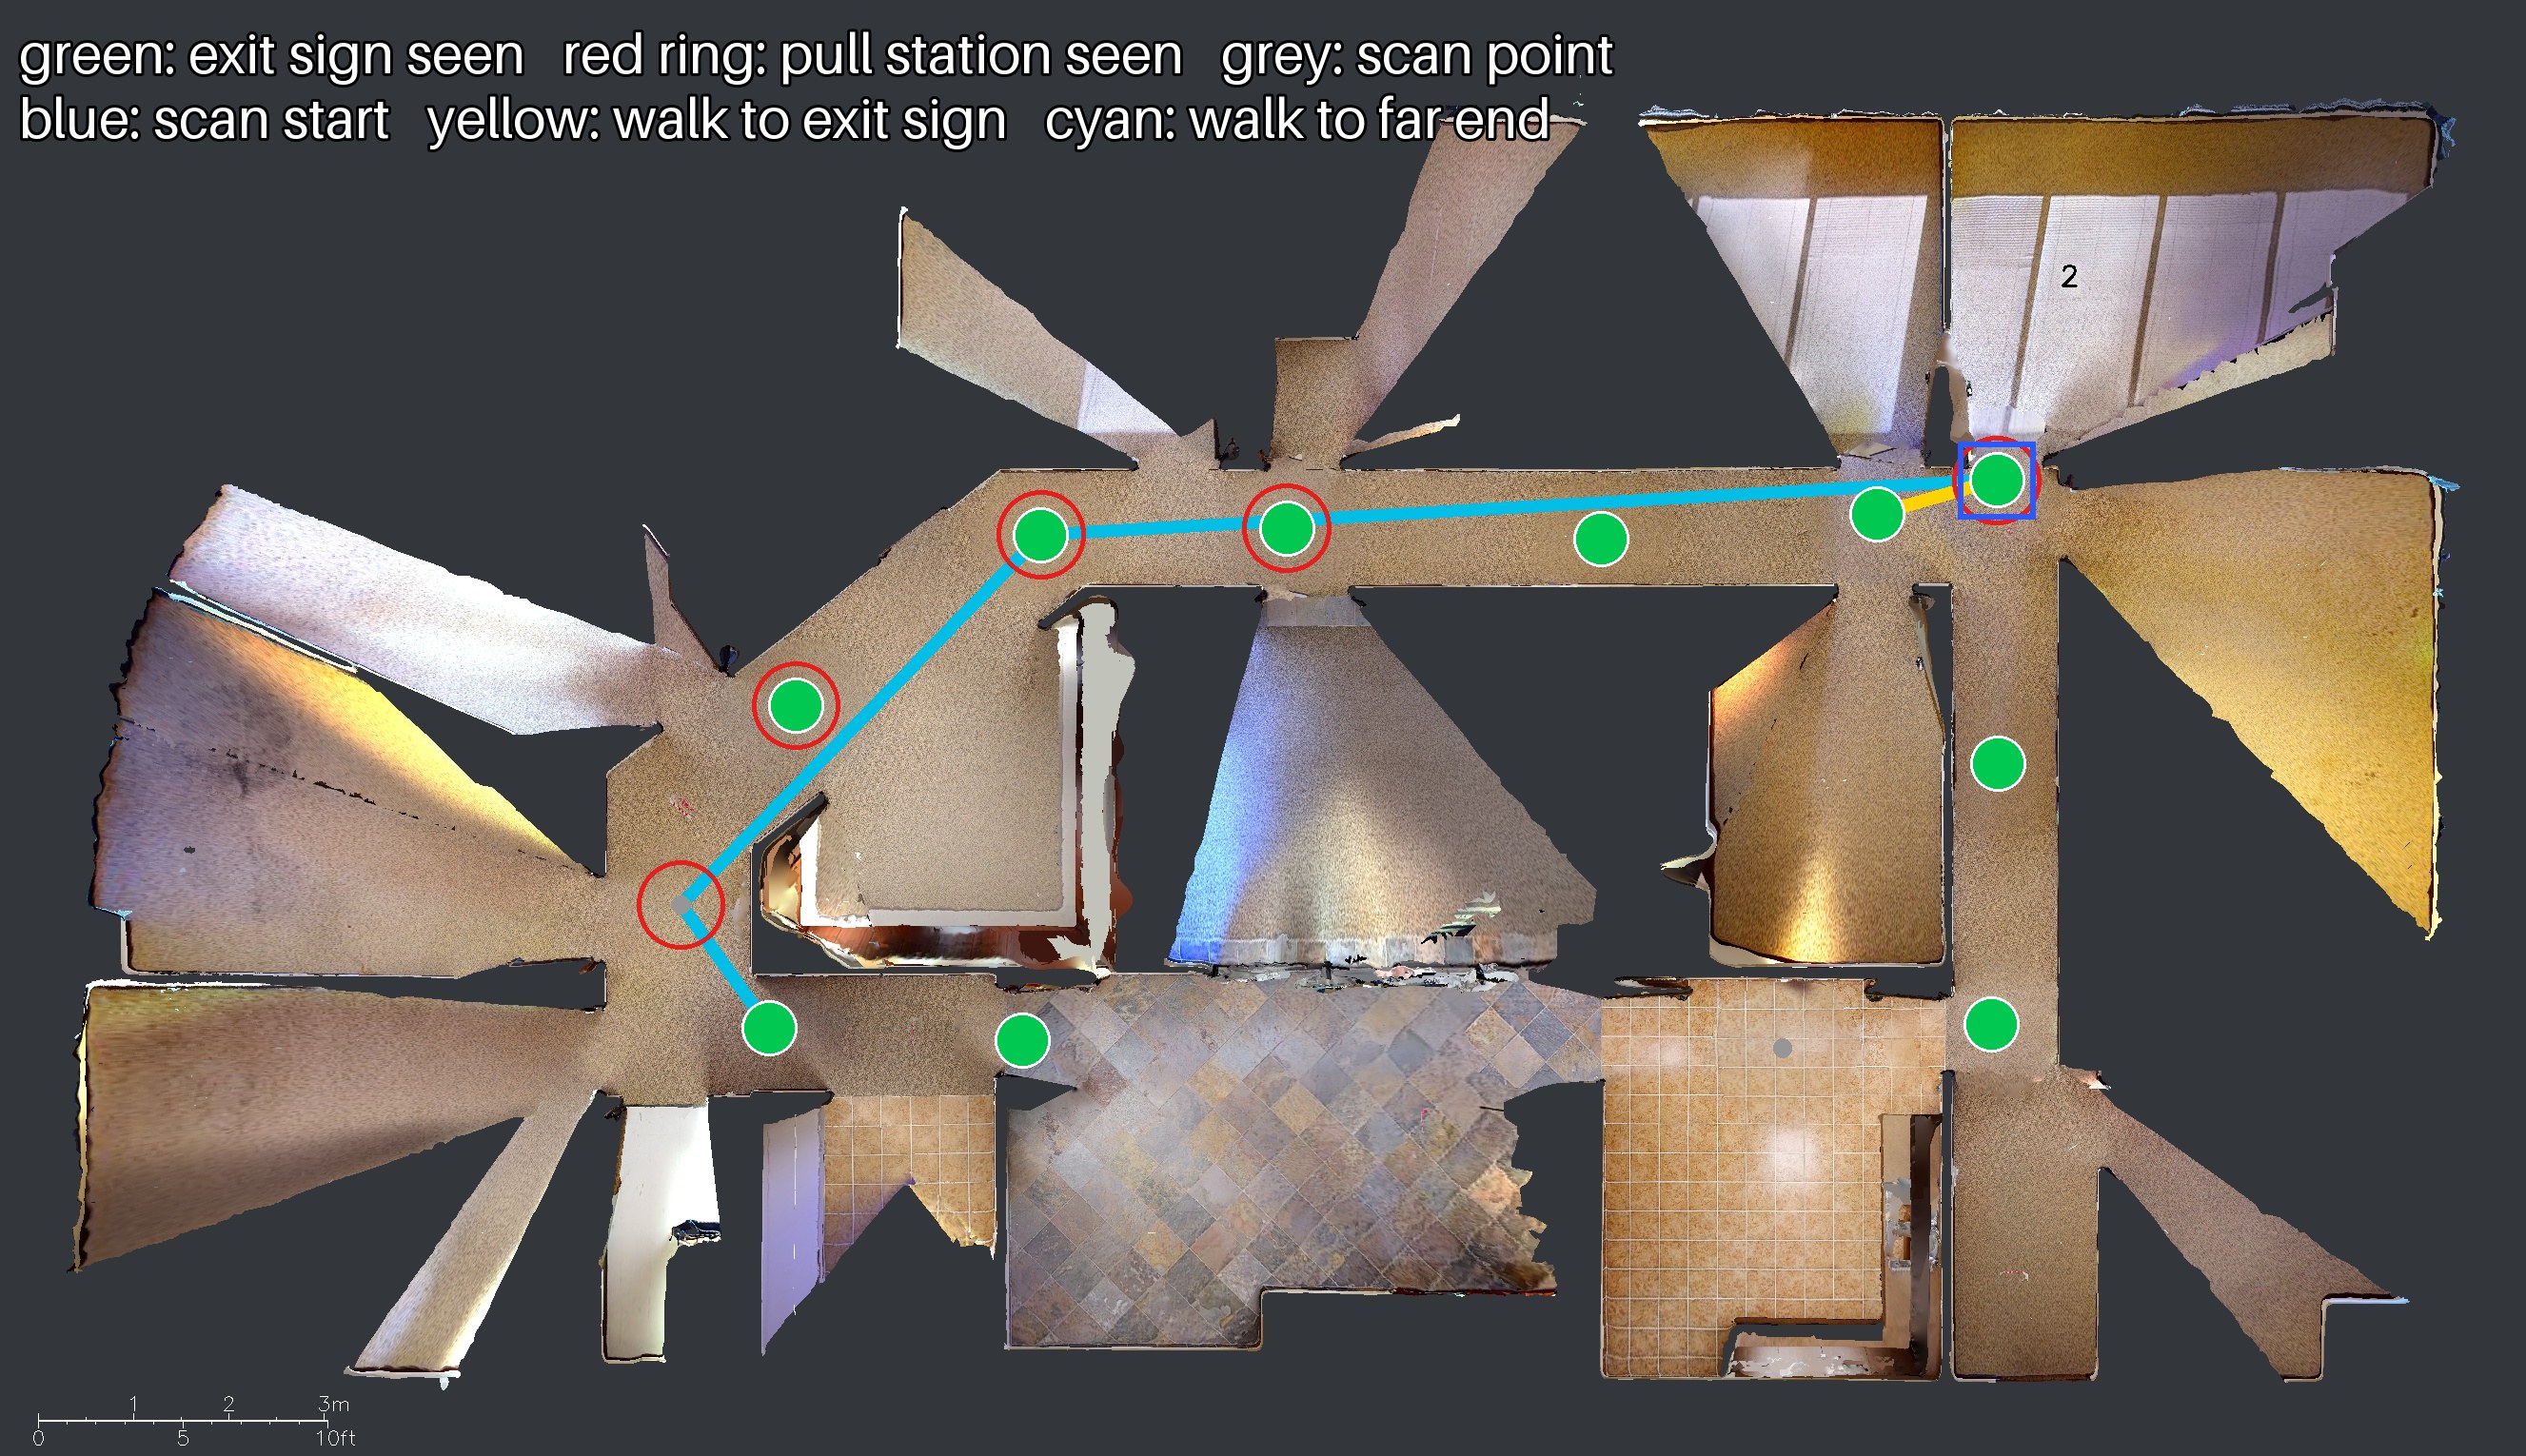 green: exit sign seen   red ring: pull station seen   grey: scan point
blue: scan start   yellow: walk to exit sign   cyan: walk to far end
2
1 2 3m
0 5 10ft